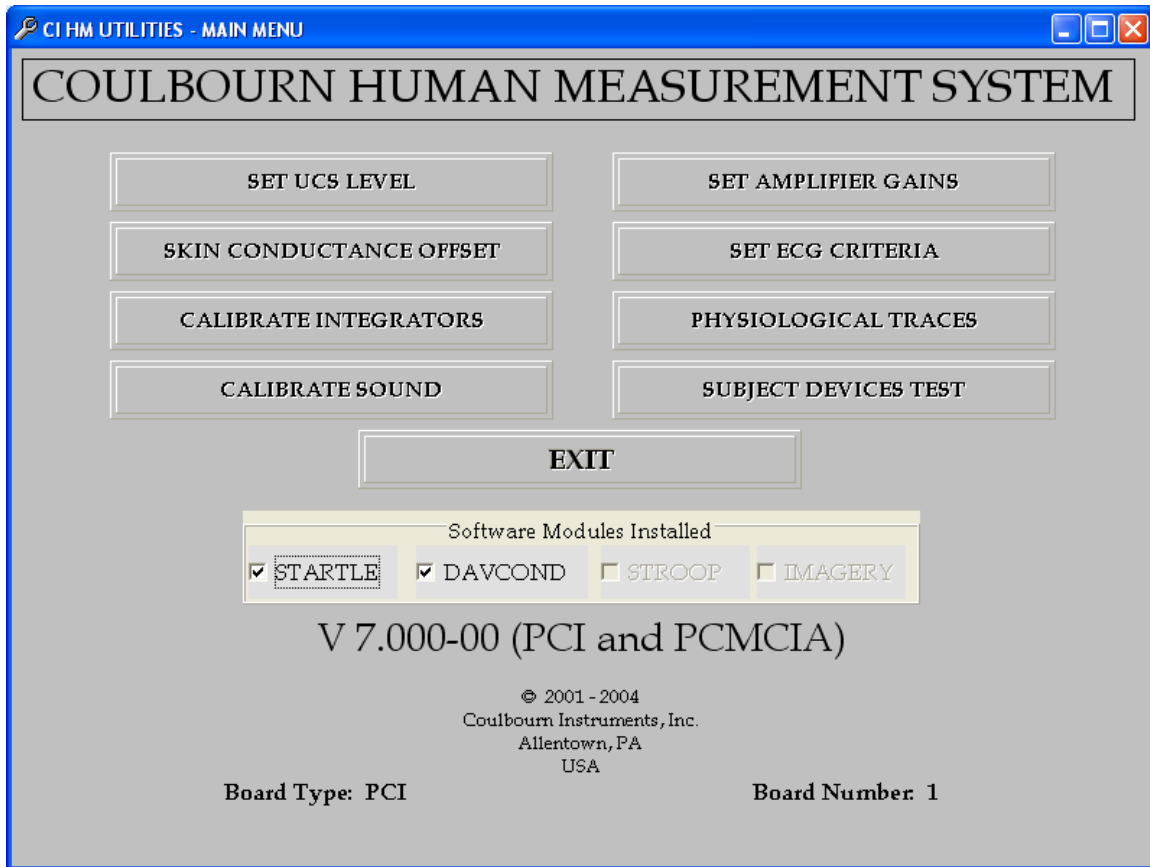 CI HM UTILITIES - MAIN MENU
COULBOURN HUMAN MEASUREMENT SYSTEM
SET UCS LEVEL
SET AMPLIFIER GAINS
SKIN CONDUCTANCE OFFSET
SET ECG CRITERIA
CALIBRATE INTEGRATORS
PHYSIOLOGICAL TRACES
CALIBRATE SOUND
SUBJECT DEVICES TEST
EXIT
Software Modules Installed
STARTLE DAVCOND STROOP IMAGERY
V 7.000-00 (PCI and PCMCIA)
© 2001 - 2004
Coulbourn Instruments, Inc.
Allentown, PA
USA
Board Type: PCI
Board Number: 1